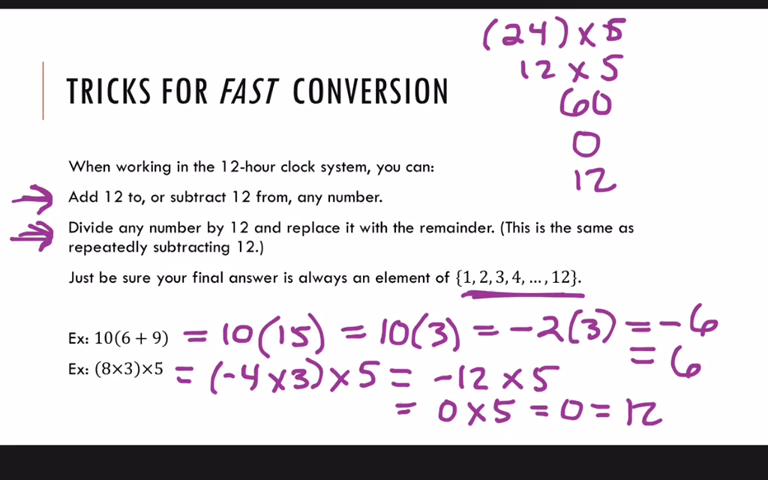 (24) x 5
12 x 5
60
0
12
TRICKS FOR FAST CONVERSION
When working in the 12-hour clock system, you can:
Add 12 to, or subtract 12 from, any number.
Divide any number by 12 and replace it with the remainder. (This is the same as
repeatedly subtracting 12.)
Just be sure your final answer is always an element of {1, 2, 3, 4, ..., 12}.
Ex: 10(6 + 9) = 10(15) = 10(3) = -2(3) = -6
= 6
Ex: (8×3)×5 = (-4 x 3) x 5 = -12 x 5
= 0 x 5 = 0 = 12